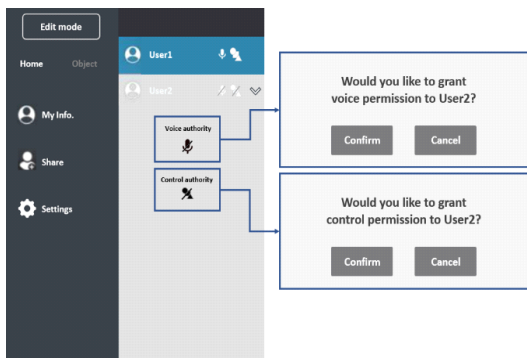 Edit mode
Home Object
My Info.
Share
Settings
User1
User2
Voice authority
Control authority
Would you like to grant
voice permission to User2?
Confirm Cancel
Would you like to grant
control permission to User2?
Confirm Cancel